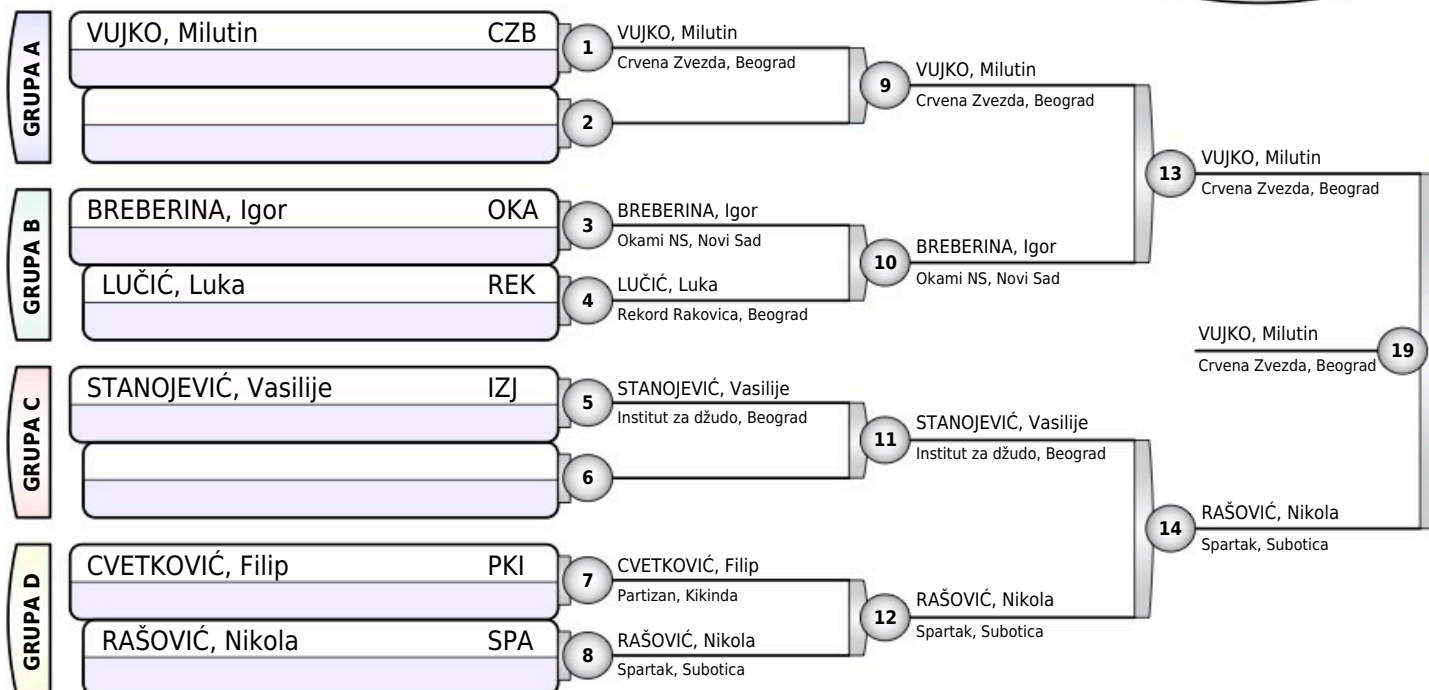 GRUPA A
VUJKO, Milutin CZB
1
VUJKO, Milutin
Crvena Zvezda, Beograd
2
9
VUJKO, Milutin
Crvena Zvezda, Beograd
13
VUJKO, Milutin
Crvena Zvezda, Beograd
GRUPA B
BREBERINA, Igor OKA
3
BREBERINA, Igor
Okami NS, Novi Sad
LUČIĆ, Luka REK
4
LUČIĆ, Luka
Rekord Rakovica, Beograd
10
BREBERINA, Igor
Okami NS, Novi Sad
VUJKO, Milutin
Crvena Zvezda, Beograd
19
GRUPA C
STANOJEVIĆ, Vasilije IZJ
5
STANOJEVIĆ, Vasilije
Institut za džudo, Beograd
6
11
STANOJEVIĆ, Vasilije
Institut za džudo, Beograd
14
RAŠOVIĆ, Nikola
Spartak, Subotica
GRUPA D
CVETKOVIĆ, Filip PKI
7
CVETKOVIĆ, Filip
Partizan, Kikinda
RAŠOVIĆ, Nikola SPA
8
RAŠOVIĆ, Nikola
Spartak, Subotica
12
RAŠOVIĆ, Nikola
Spartak, Subotica